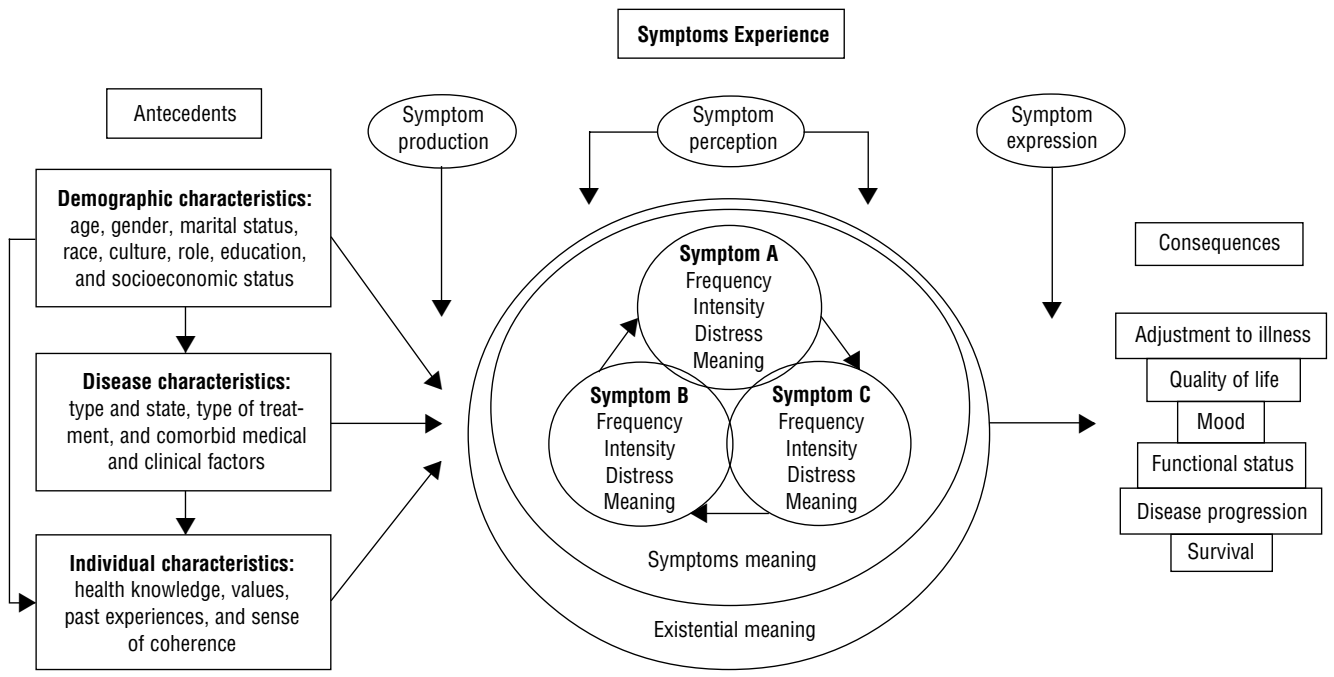 Symptoms Experience
Antecedents
Symptom
production
Symptom
perception
Symptom
expression
Demographic characteristics:
age, gender, marital status,
race, culture, role, education,
and socioeconomic status
Disease characteristics:
type and state, type of treat-
ment, and comorbid medical
and clinical factors
Individual characteristics:
health knowledge, values,
past experiences, and sense
of coherence
Symptom A
Frequency
Intensity
Distress
Meaning
Symptom B
Frequency
Intensity
Distress
Meaning
Symptom C
Frequency
Intensity
Distress
Meaning
Symptoms meaning
Existential meaning
Consequences
Adjustment to illness
Quality of life
Mood
Functional status
Disease progression
Survival